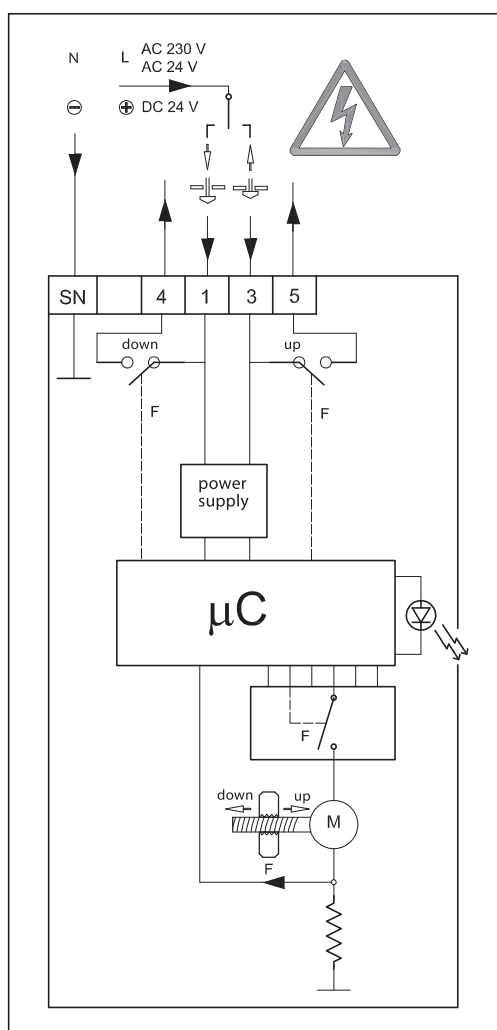 N L AC 230 V
AC 24 V
⊖ ⊕ DC 24 V
SN 4 1 3 5
down up
F F
power
supply
µC
F
down up
M
F